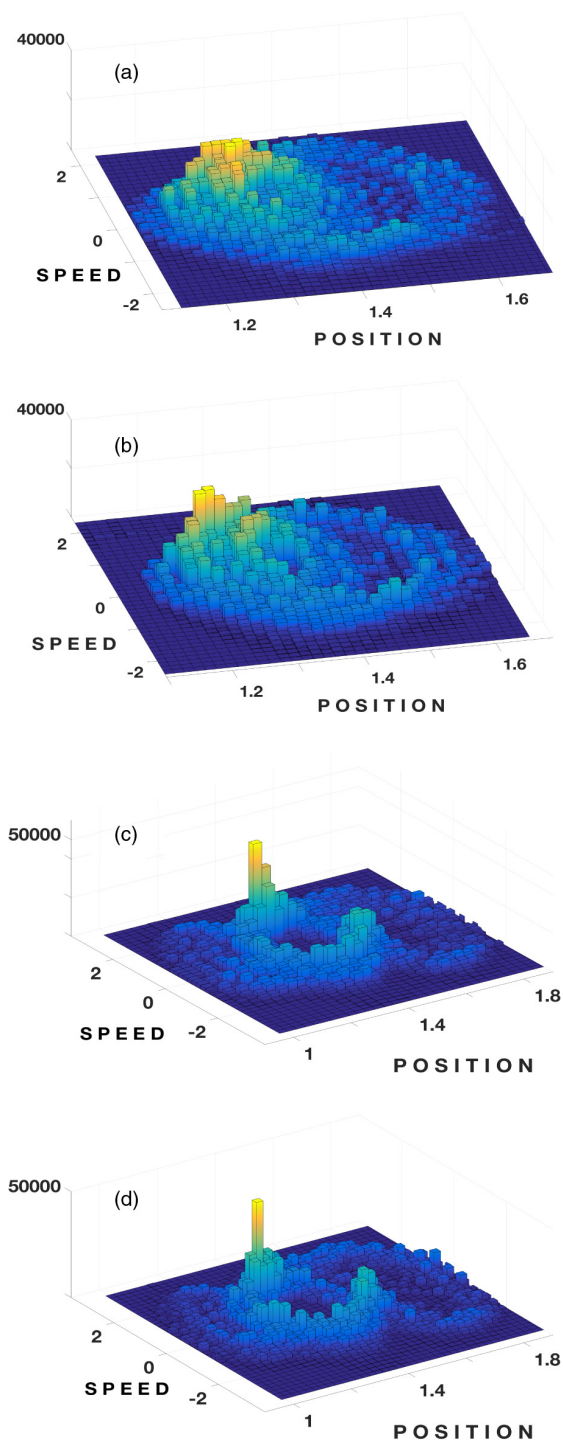 40000
(a)
2
0
SPEED
-2
1.2
1.4
1.6
POSITION
40000
(b)
2
0
SPEED
-2
1.2
1.4
1.6
POSITION
50000
(c)
2
0
SPEED
-2
1
1.4
1.8
POSITION
50000
(d)
2
0
SPEED
-2
1
1.4
1.8
POSITION